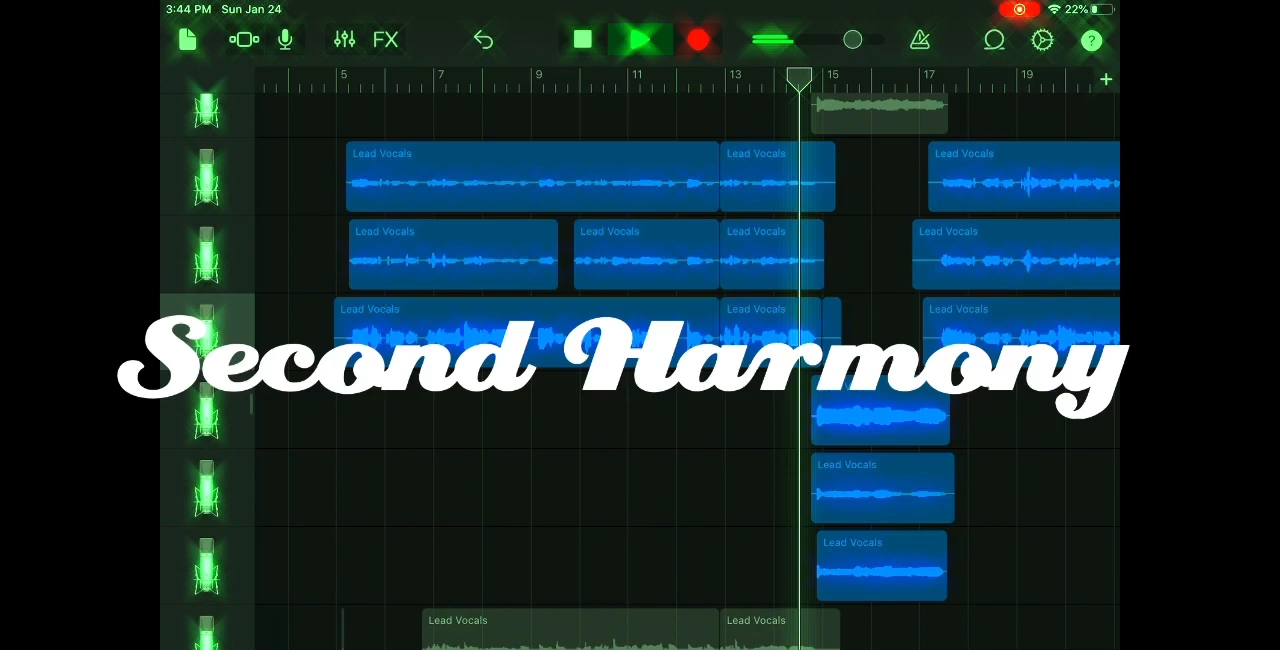 3:44 PM Sun Jan 24
22%
FX
?
5 7 9 11 13 15 17 19
+
Lead Vocals Lead Vocals Lead Vocals
Lead Vocals Lead Vocals Lead Vocals Lead Vocals
Lead Vocals Lead Vocals Lead Vocals
Second Harmony
Lead Vocals
Lead Vocals
Lead Vocals Lead Vocals